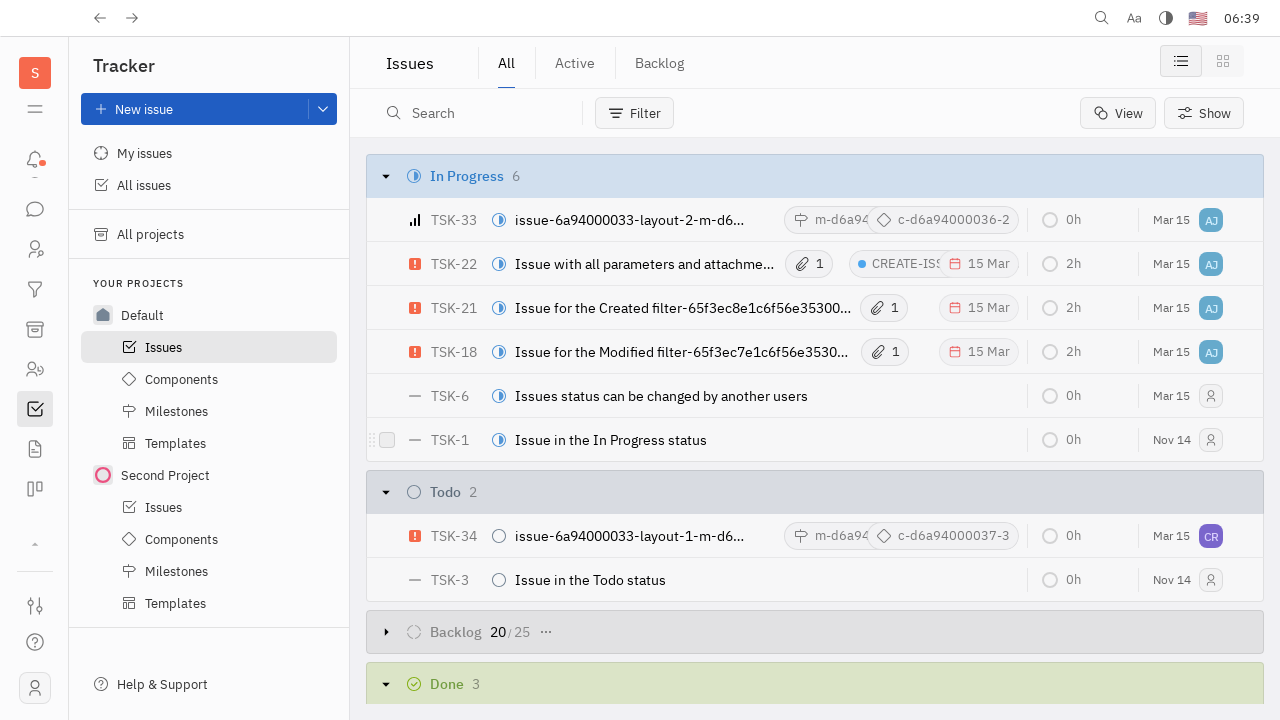 Aa
06:39
S
Tracker
New issue
My issues
All issues
All projects
YOUR PROJECTS
Default
Issues
Components
Milestones
Templates
Second Project
Issues
Components
Milestones
Templates
Help & Support
Issues
All
Active
Backlog
Search
Filter
View
Show
In Progress 6
TSK-33 issue-6a94000033-layout-2-m-d6... m-d6a94 c-d6a94000036-2 0h Mar 15 AJ
TSK-22 Issue with all parameters and attachme... 1 CREATE-ISS 15 Mar 2h Mar 15 AJ
TSK-21 Issue for the Created filter-65f3ec8e1c6f56e35300... 1 15 Mar 2h Mar 15 AJ
TSK-18 Issue for the Modified filter-65f3ec7e1c6f56e3530... 1 15 Mar 2h Mar 15 AJ
TSK-6 Issues status can be changed by another users 0h Mar 15
TSK-1 Issue in the In Progress status 0h Nov 14
Todo 2
TSK-34 issue-6a94000033-layout-1-m-d6... m-d6a94 c-d6a94000037-3 0h Mar 15 CR
TSK-3 Issue in the Todo status 0h Nov 14
Backlog 20/25 ...
Done 3